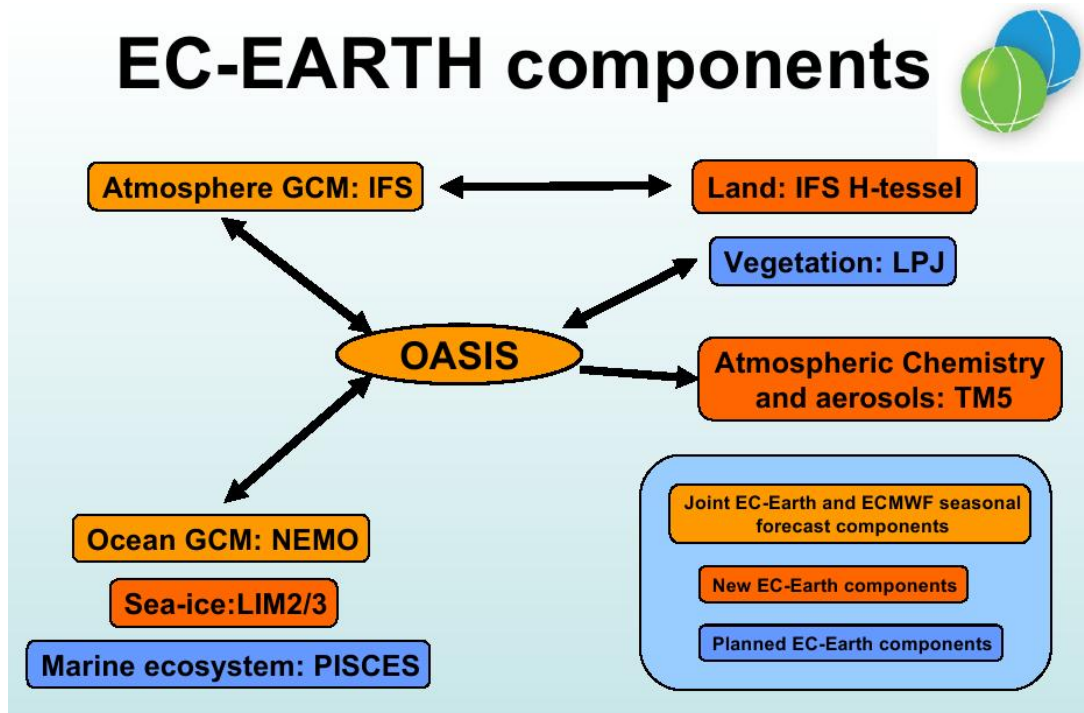 EC-EARTH components
Atmosphere GCM: IFS
Land: IFS H-tessel
Vegetation: LPJ
OASIS
Atmospheric Chemistry
and aerosols: TM5
Ocean GCM: NEMO
Sea-ice:LIM2/3
Marine ecosystem: PISCES
Joint EC-Earth and ECMWF seasonal
forecast components
New EC-Earth components
Planned EC-Earth components